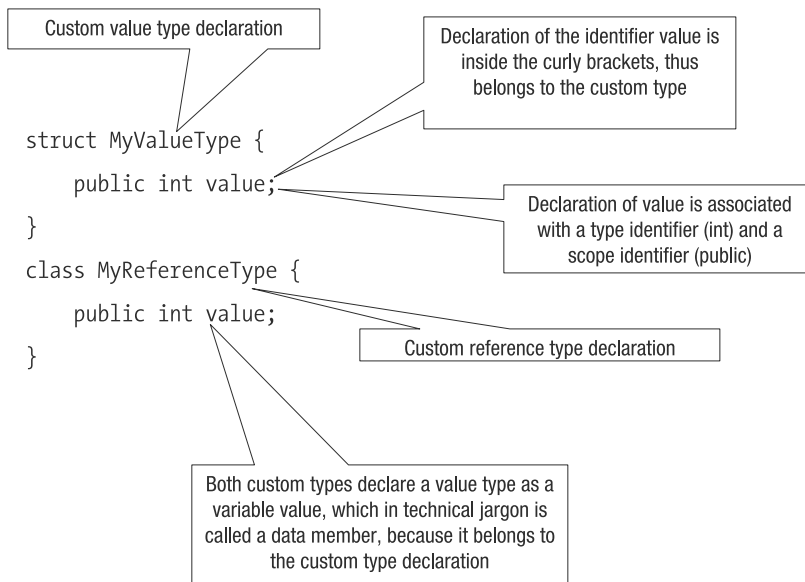 Custom value type declaration
Declaration of the identifier value is
inside the curly brackets, thus
belongs to the custom type
struct MyValueType {
    public int value;
}
Declaration of value is associated
with a type identifier (int) and a
scope identifier (public)
class MyReferenceType {
    public int value;
}
Custom reference type declaration
Both custom types declare a value type as a
variable value, which in technical jargon is
called a data member, because it belongs to
the custom type declaration